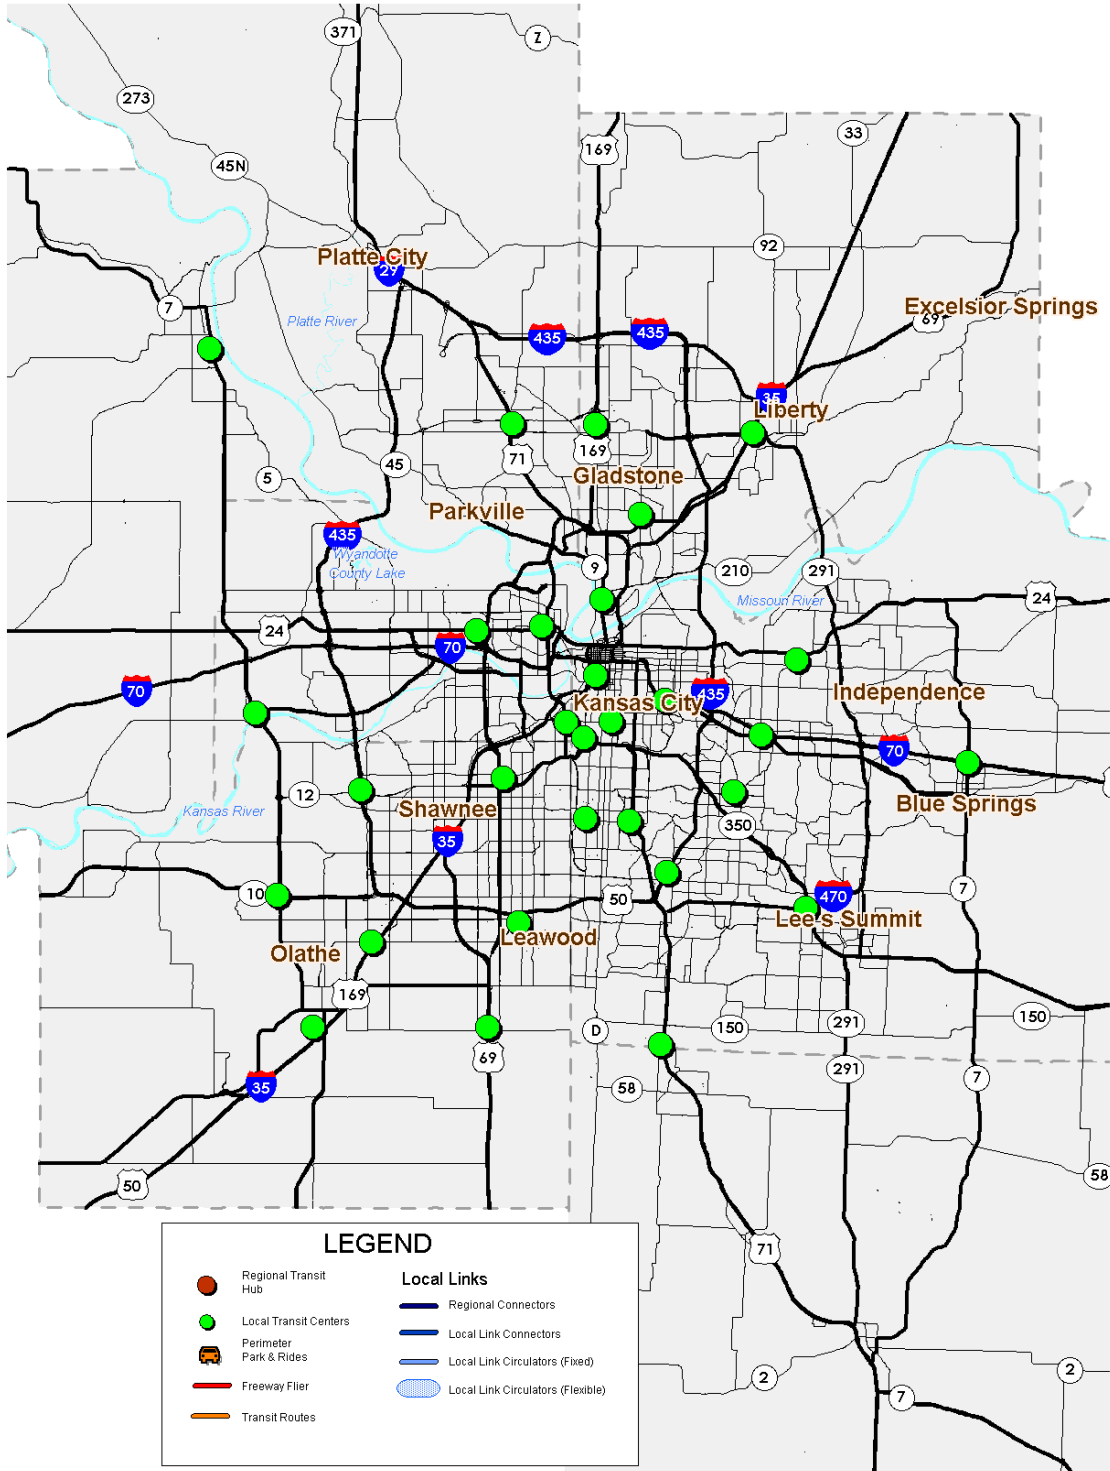 371
Z
273
33
169
45N
92
Platte City
29
7
Excelsior Springs
69
Platte River
435
435
35
Liberty
169
71
45
5
Gladstone
Parkville
435
Wyandotte
County Lake
9
210
291
Missouri River
24
24
70
70
435
Independence
Kansas City
70
12
Shawnee
Kansas River
Blue Springs
350
35
10
50
470
7
Lee's Summit
Leawood
Olathe
169
D
150
291
150
69
291
7
35
58
58
50
71
2
2
7
LEGEND
Regional Transit
Hub
Local Transit Centers
Perimeter
Park & Rides
Freeway Flier
Transit Routes
Local Links
Regional Connectors
Local Link Connectors
Local Link Circulators (Fixed)
Local Link Circulators (Flexible)